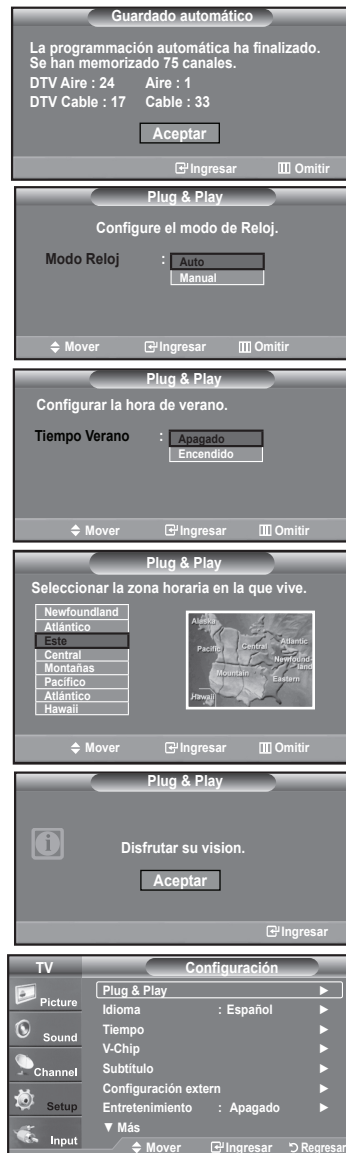 Guardado automático
La programmación automática ha finalizado.
Se han memorizado 75 canales.
DTV Aire : 24 Aire : 1
DTV Cable : 17 Cable : 33
Aceptar
Ingresar Omitir
Plug & Play
Configure el modo de Reloj.
Modo Reloj : Auto
Manual
Mover Ingresar Omitir
Plug & Play
Configurar la hora de verano.
Tiempo Verano : Apagado
Encendido
Mover Ingresar Omitir
Plug & Play
Seleccionar la zona horaria en la que vive.
Newfoundland
Atlántico
Este
Central
Montañas
Pacífico
Atlántico
Hawaii
Alaska
Pacific
Central
Atlantic
Newfound-
land
Mountain
Eastern
Hawaii
Mover Ingresar Omitir
Plug & Play
Disfrutar su vision.
Aceptar
Ingresar
TV Configuración
Picture
Sound
Channel
Setup
Input
Plug & Play ►
Idioma : Español ►
Tiempo ►
V-Chip ►
Subtítulo ►
Configuración extern ►
Entretenimiento : Apagado ►
▼ Más
Mover Ingresar Regresar